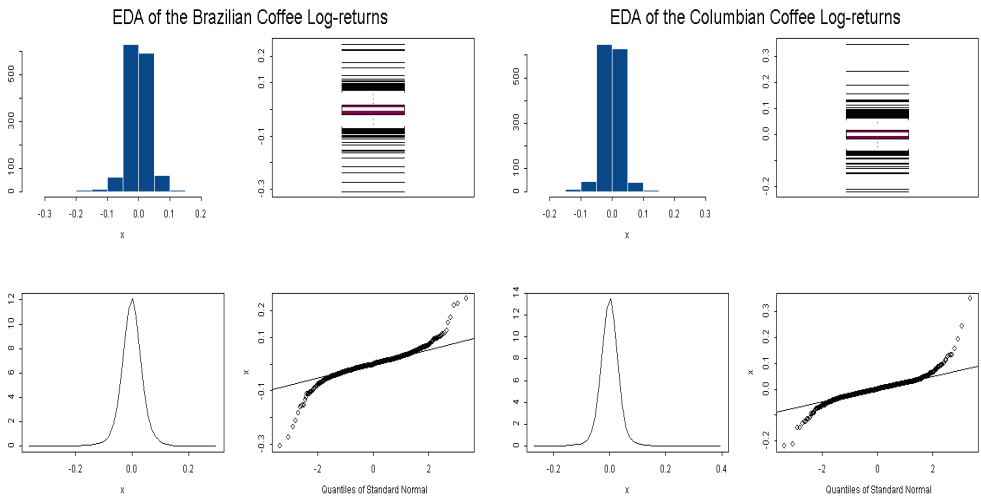 EDA of the Brazilian Coffee Log-returns
EDA of the Columbian Coffee Log-returns
0 100 300 500
-0.3 -0.2 -0.1 0.0 0.1 0.2
x
-0.3 -0.1 0.1 0.2
0 100 300 500
-0.2 -0.1 0.0 0.1 0.2 0.3
x
-0.2 0.0 0.1 0.2 0.3
0 2 4 6 8 10 12
-0.2 0.0 0.2
x
x
-0.3 -0.1 0.1 0.2
-2 0 2
Quantiles of Standard Normal
0 2 4 6 8 10 12 14
-0.2 0.0 0.2 0.4
x
x
-0.2 0.0 0.1 0.2 0.3
-2 0 2
Quantiles of Standard Normal